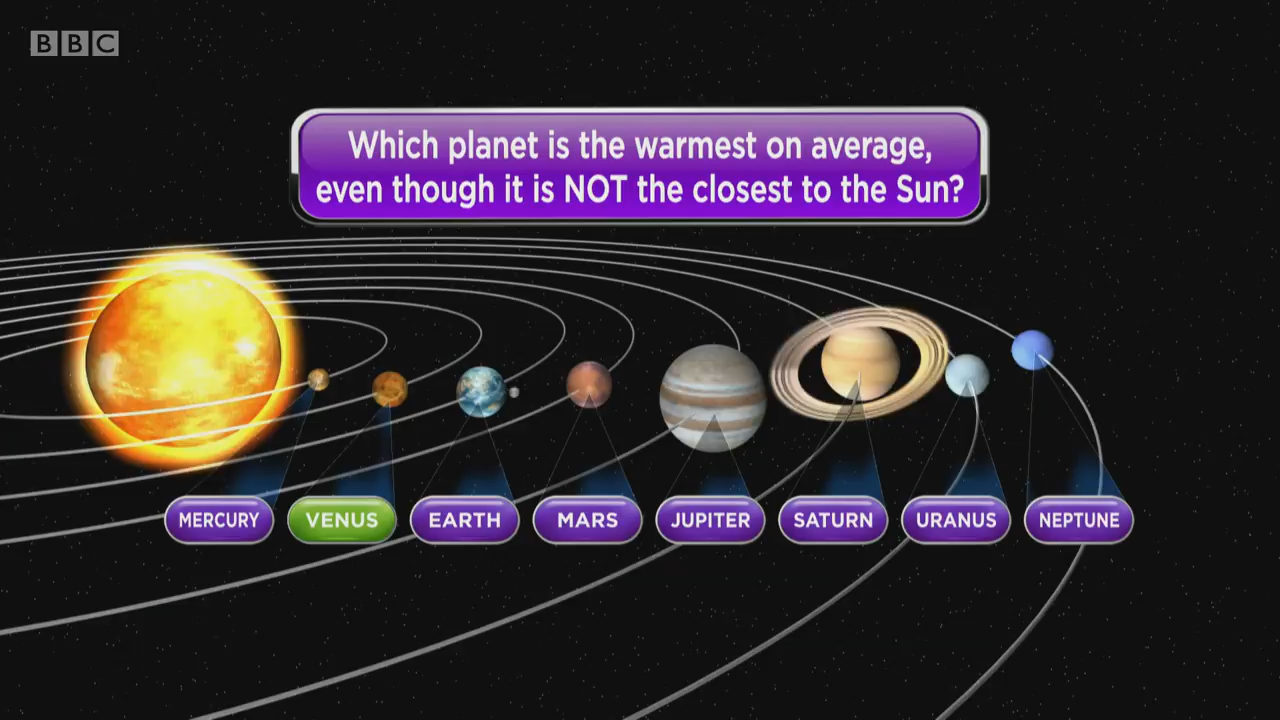 BBC
Which planet is the warmest on average,
even though it is NOT the closest to the Sun?
MERCURY VENUS EARTH MARS JUPITER SATURN URANUS NEPTUNE